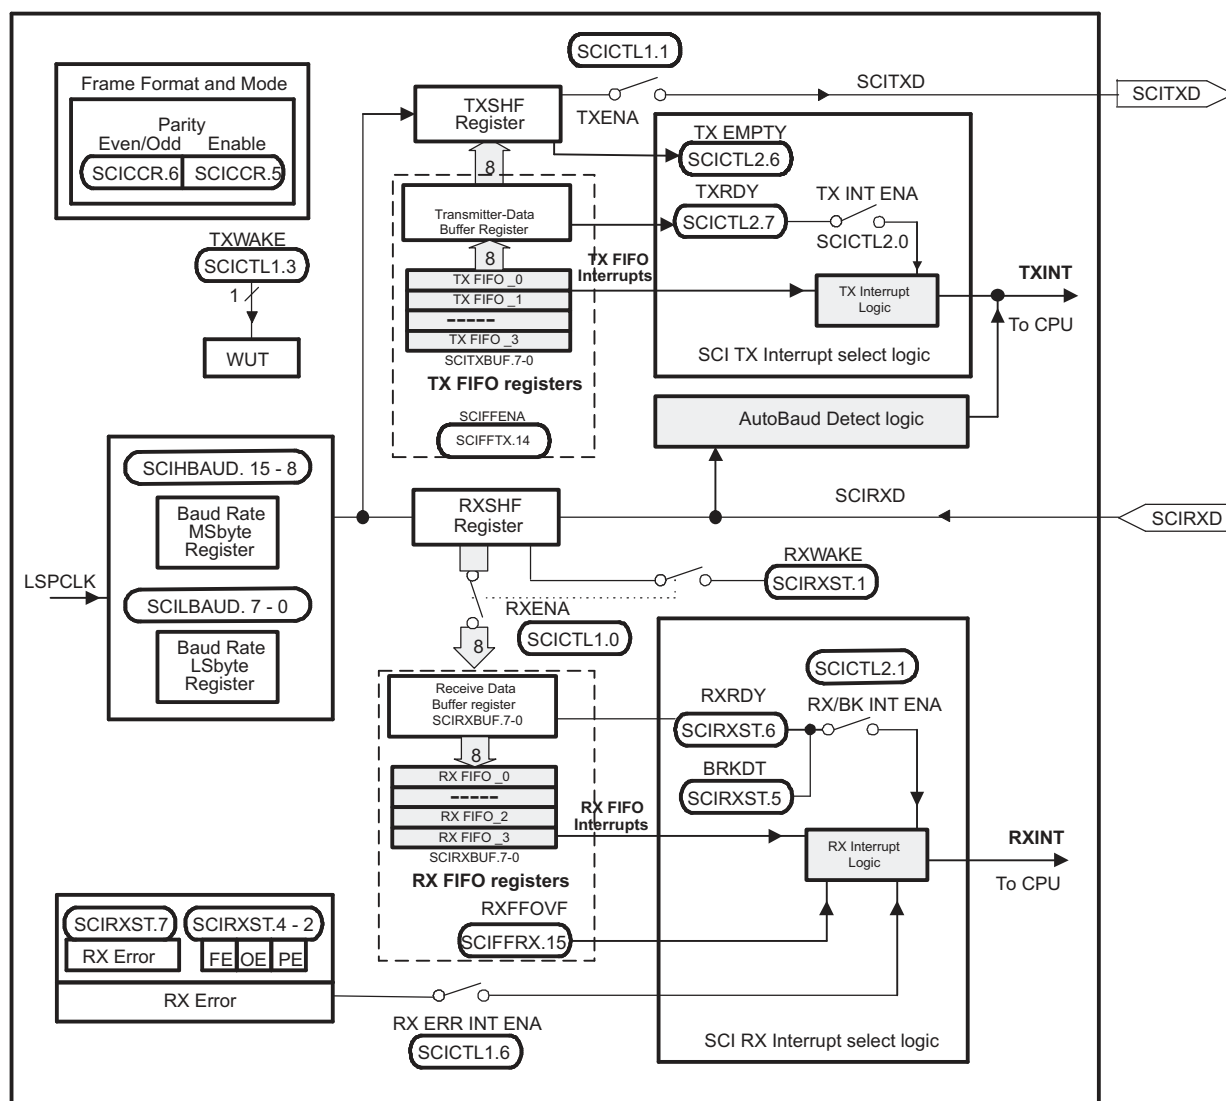 SCICTL1.1
Frame Format and Mode
Parity
Even/Odd Enable
SCICCR.6 SCICCR.5
TXSHF
Register
TXENA
SCITXD
SCITXD
TX EMPTY
SCICTL2.6
8
TXRDY
SCICTL2.7
TX INT ENA
SCICTL2.0
Transmitter-Data
Buffer Register
8
TXWAKE
SCICTL1.3
1
WUT
TX FIFO
Interrupts
TX FIFO _0
TX FIFO _1
-----
TX FIFO _3
SCITXBUF.7-0
TX FIFO registers
SCIFFENA
SCIFFTX.14
TX Interrupt
Logic
TXINT
To CPU
SCI TX Interrupt select logic
AutoBaud Detect logic
SCIHBAUD. 15 - 8
Baud Rate
MSbyte
Register
LSPCLK
SCILBAUD. 7 - 0
Baud Rate
LSbyte
Register
RXSHF
Register
SCIRXD
SCIRXD
RXWAKE
SCIRXST.1
RXENA
SCICTL1.0
8
SCICTL2.1
RX/BK INT ENA
RXRDY
SCIRXST.6
BRKDT
SCIRXST.5
Receive Data
Buffer register
SCIRXBUF.7-0
8
RX FIFO _0
-----
RX FIFO_2
RX FIFO _3
SCIRXBUF.7-0
RX FIFO registers
RX FIFO
Interrupts
RX Interrupt
Logic
RXINT
To CPU
RXFFOVF
SCIFFRX.15
SCIRXST.7
SCIRXST.4 - 2
RX Error
FE OE PE
RX Error
RX ERR INT ENA
SCICTL1.6
SCI RX Interrupt select logic